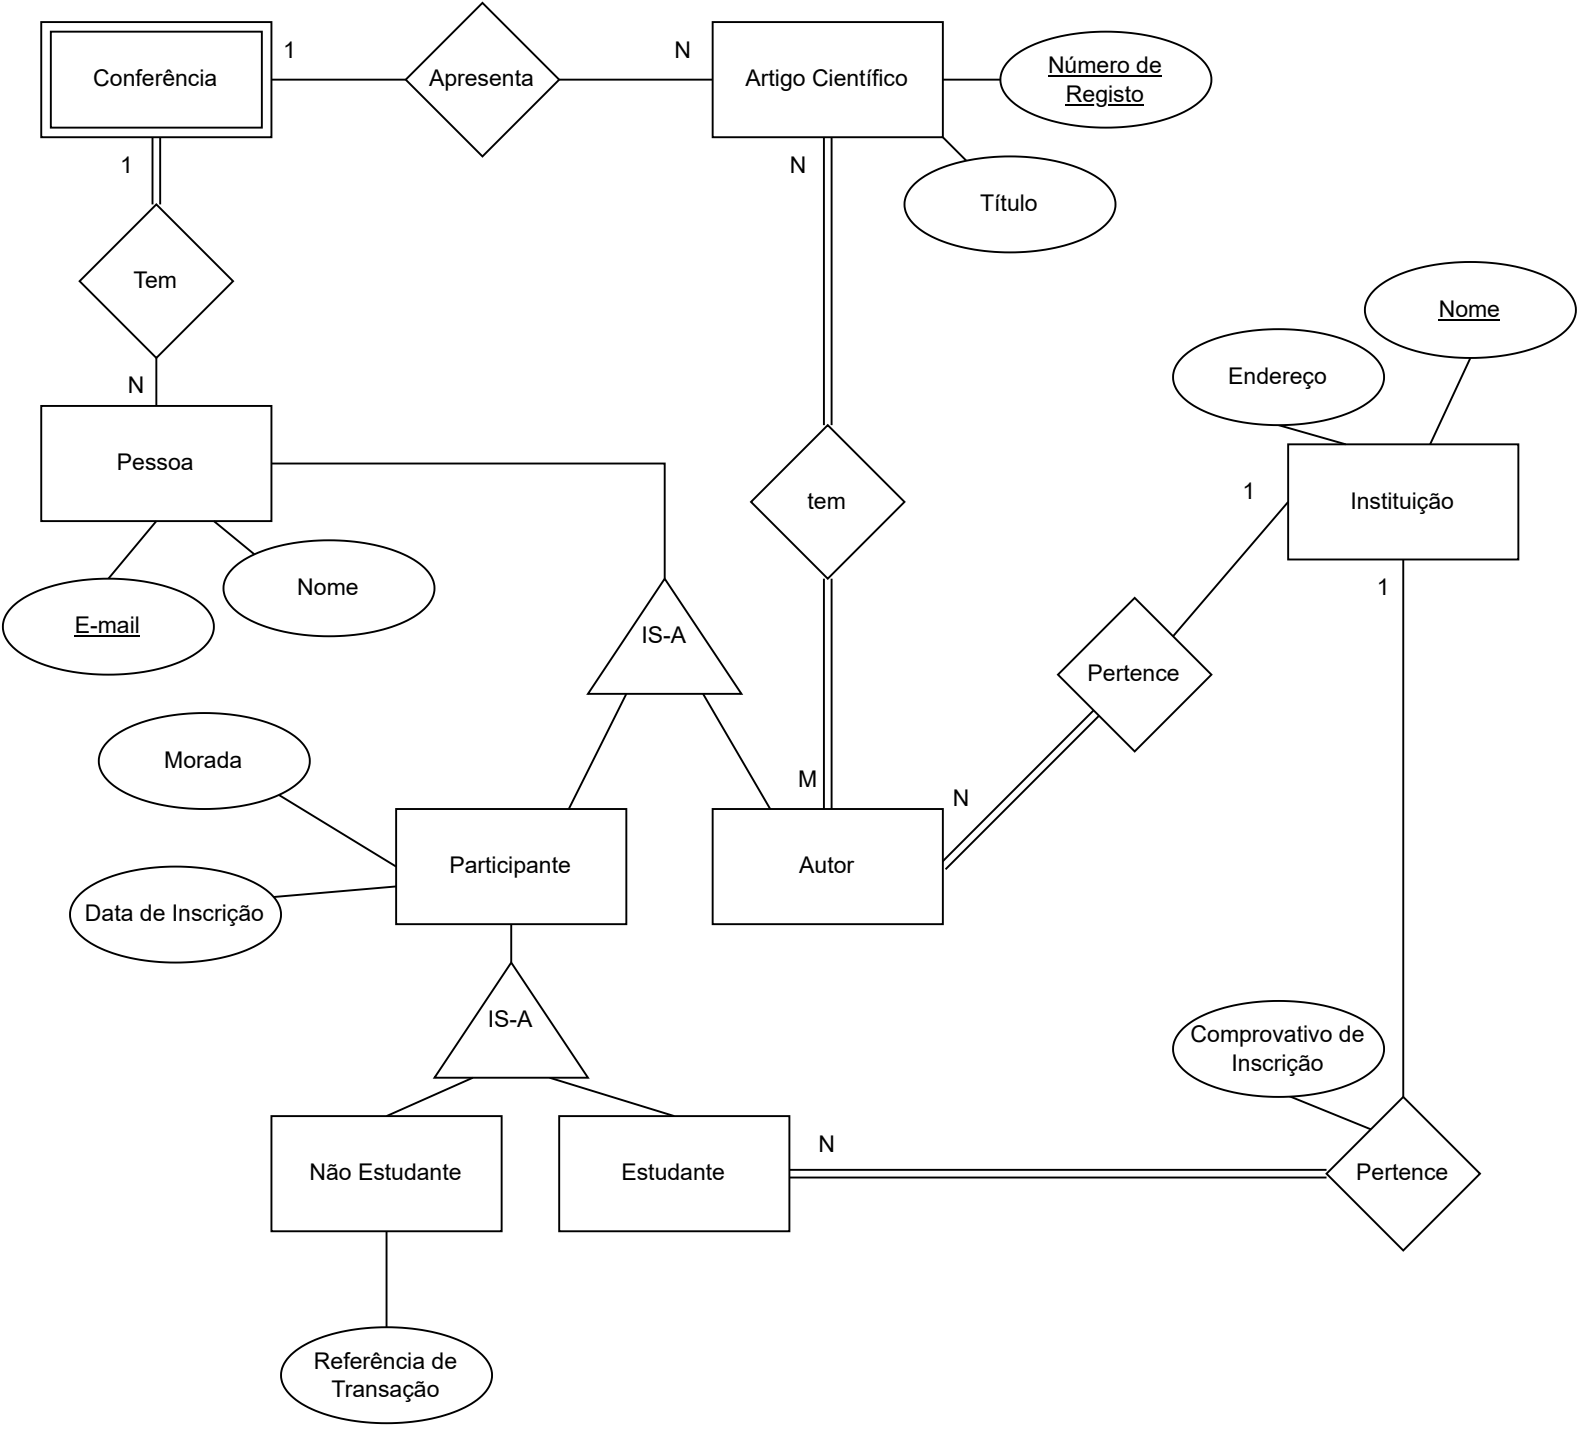 Conferência
1
Apresenta
N
Artigo Científico
Número de
Registo
Título
1
N
Tem
tem
N
Pessoa
E-mail
Nome
IS-A
Nome
Endereço
Instituição
1
1
Pertence
Morada
Data de Inscrição
Participante
M
Autor
N
IS-A
Não Estudante
Estudante
N
Comprovativo de
Inscrição
Pertence
Referência de
Transação